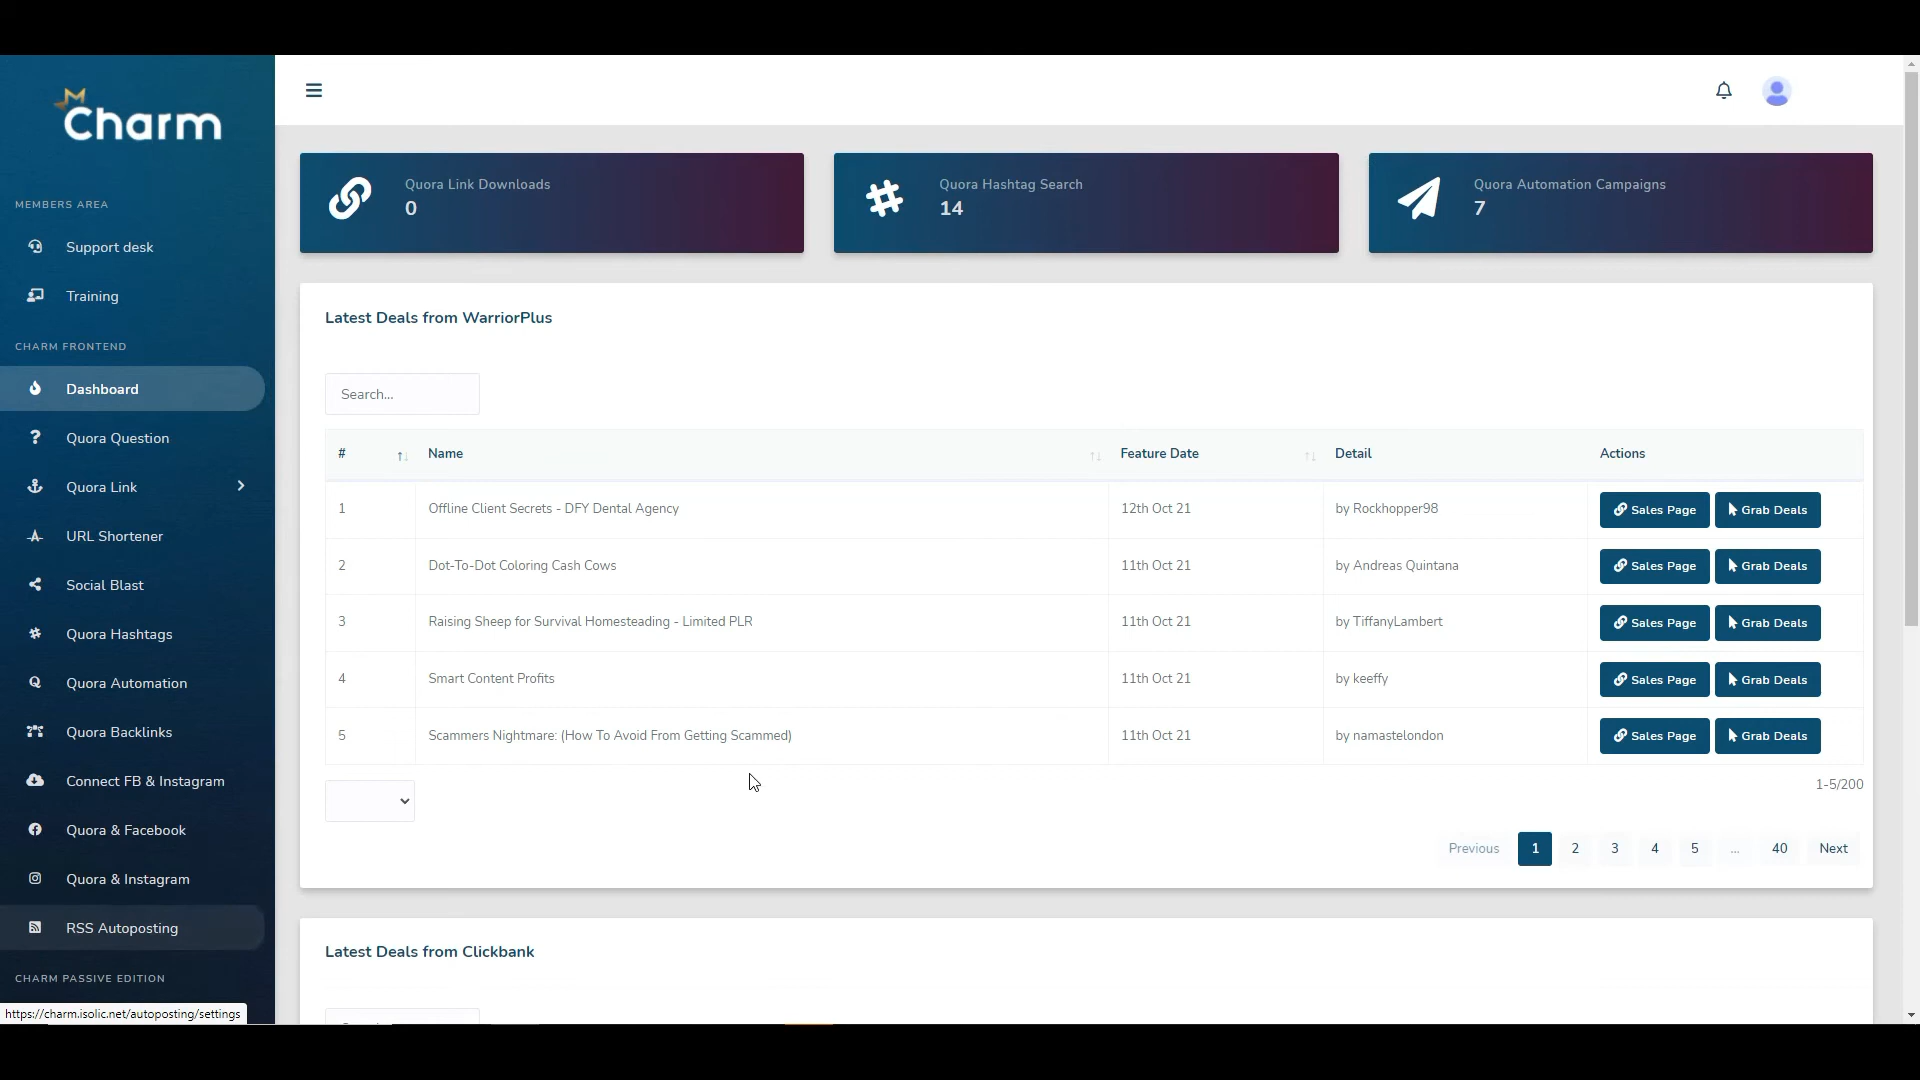 Charm
MEMBERS AREA
Support desk
Training
CHARM FRONTEND
Dashboard
Quora Question
Quora Link
URL Shortener
Social Blast
Quora Hashtags
Quora Automation
Quora Backlinks
Connect FB & Instagram
Quora & Facebook
Quora & Instagram
RSS Autoposting
CHARM PASSIVE EDITION
https://charm.isolic.net/autoposting/settings
Quora Link Downloads
0
Quora Hashtag Search
14
Quora Automation Campaigns
7
Latest Deals from WarriorPlus
Search...
# Name Feature Date Detail Actions
1 Offline Client Secrets - DFY Dental Agency 12th Oct 21 by Rockhopper98 Sales Page Grab Deals
2 Dot-To-Dot Coloring Cash Cows 11th Oct 21 by Andreas Quintana Sales Page Grab Deals
3 Raising Sheep for Survival Homesteading - Limited PLR 11th Oct 21 by TiffanyLambert Sales Page Grab Deals
4 Smart Content Profits 11th Oct 21 by keeffy Sales Page Grab Deals
5 Scammers Nightmare: (How To Avoid From Getting Scammed) 11th Oct 21 by namastelondon Sales Page Grab Deals
1-5/200
Previous 1 2 3 4 5 ... 40 Next
Latest Deals from Clickbank